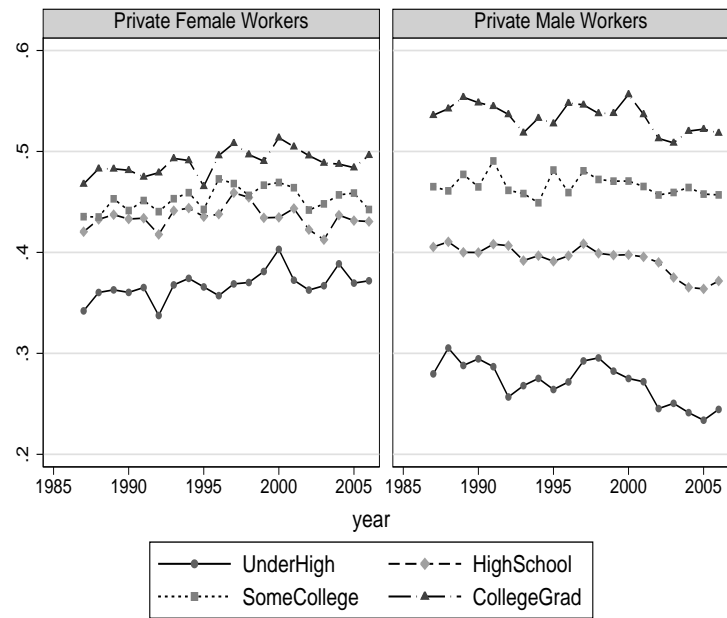 Private Female Workers
Private Male Workers
.6
.5
.4
.3
.2
1985 1990 1995 2000 2005
1985 1990 1995 2000 2005
year
UnderHigh HighSchool
SomeCollege CollegeGrad